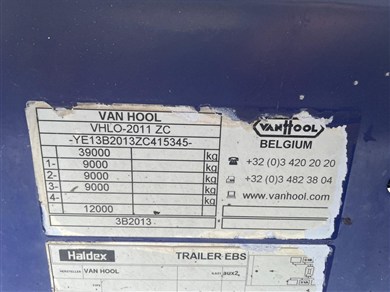 VAN HOOL
VHLO-2011 ZC
-YE13B2013ZC415345-
39000 kg
1- 9000 kg
2- 9000 kg
3- 9000 kg
4- kg
12000 kg
3B2013
VANHOOL
BELGIUM
+32 (0)3 420 20 20
+32 (0)3 482 38 04
www.vanhool.com
Haldex TRAILER EBS
HERSTELLER VAN HOOL